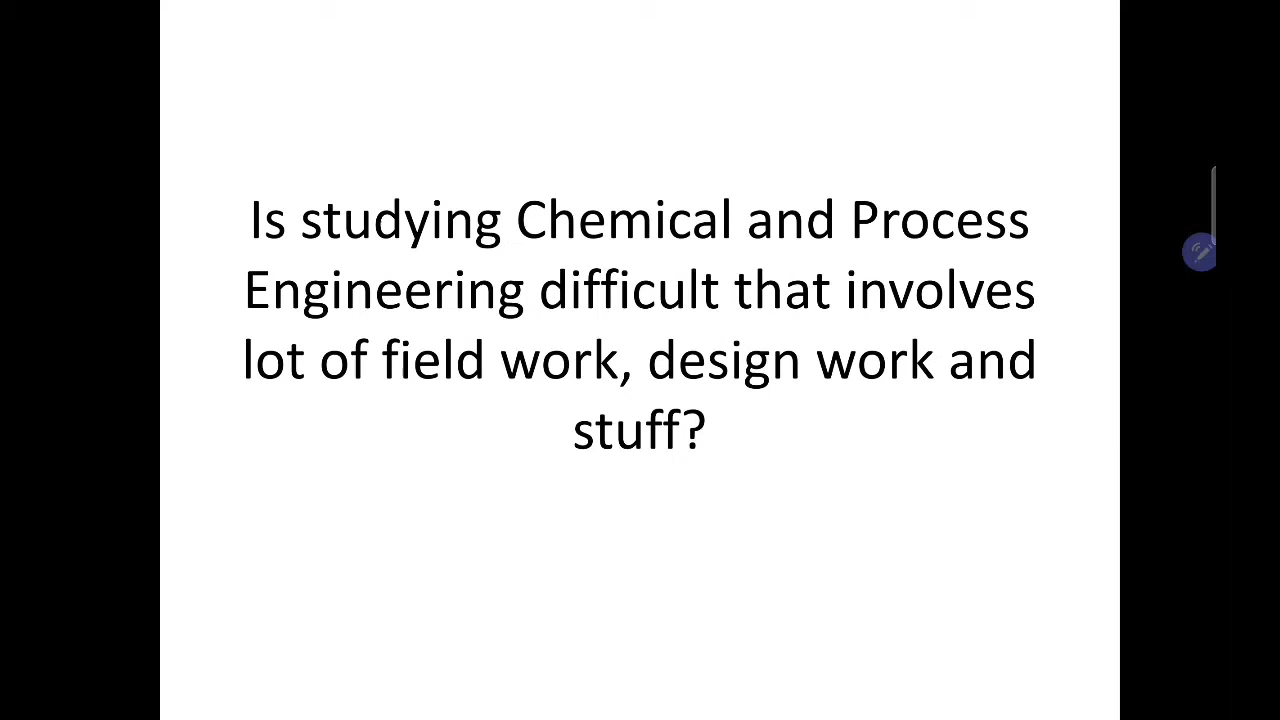 Is studying Chemical and Process
Engineering difficult that involves
lot of field work, design work and
stuff?